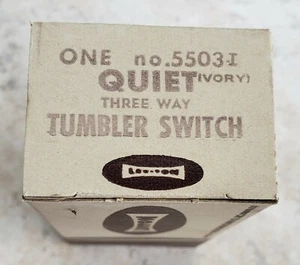 ONE no.5503-I
QUIET (IVORY)
THREE WAY
TUMBLER SWITCH